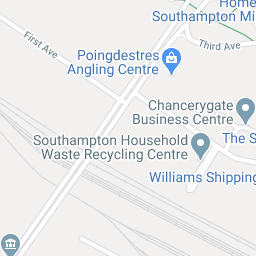 Home
Southampton Mi
First Ave
Third Ave
Poingdestres
Angling Centre
Chancerygate
Business Centre
Southampton Household
Waste Recycling Centre
The S
Williams Shipping